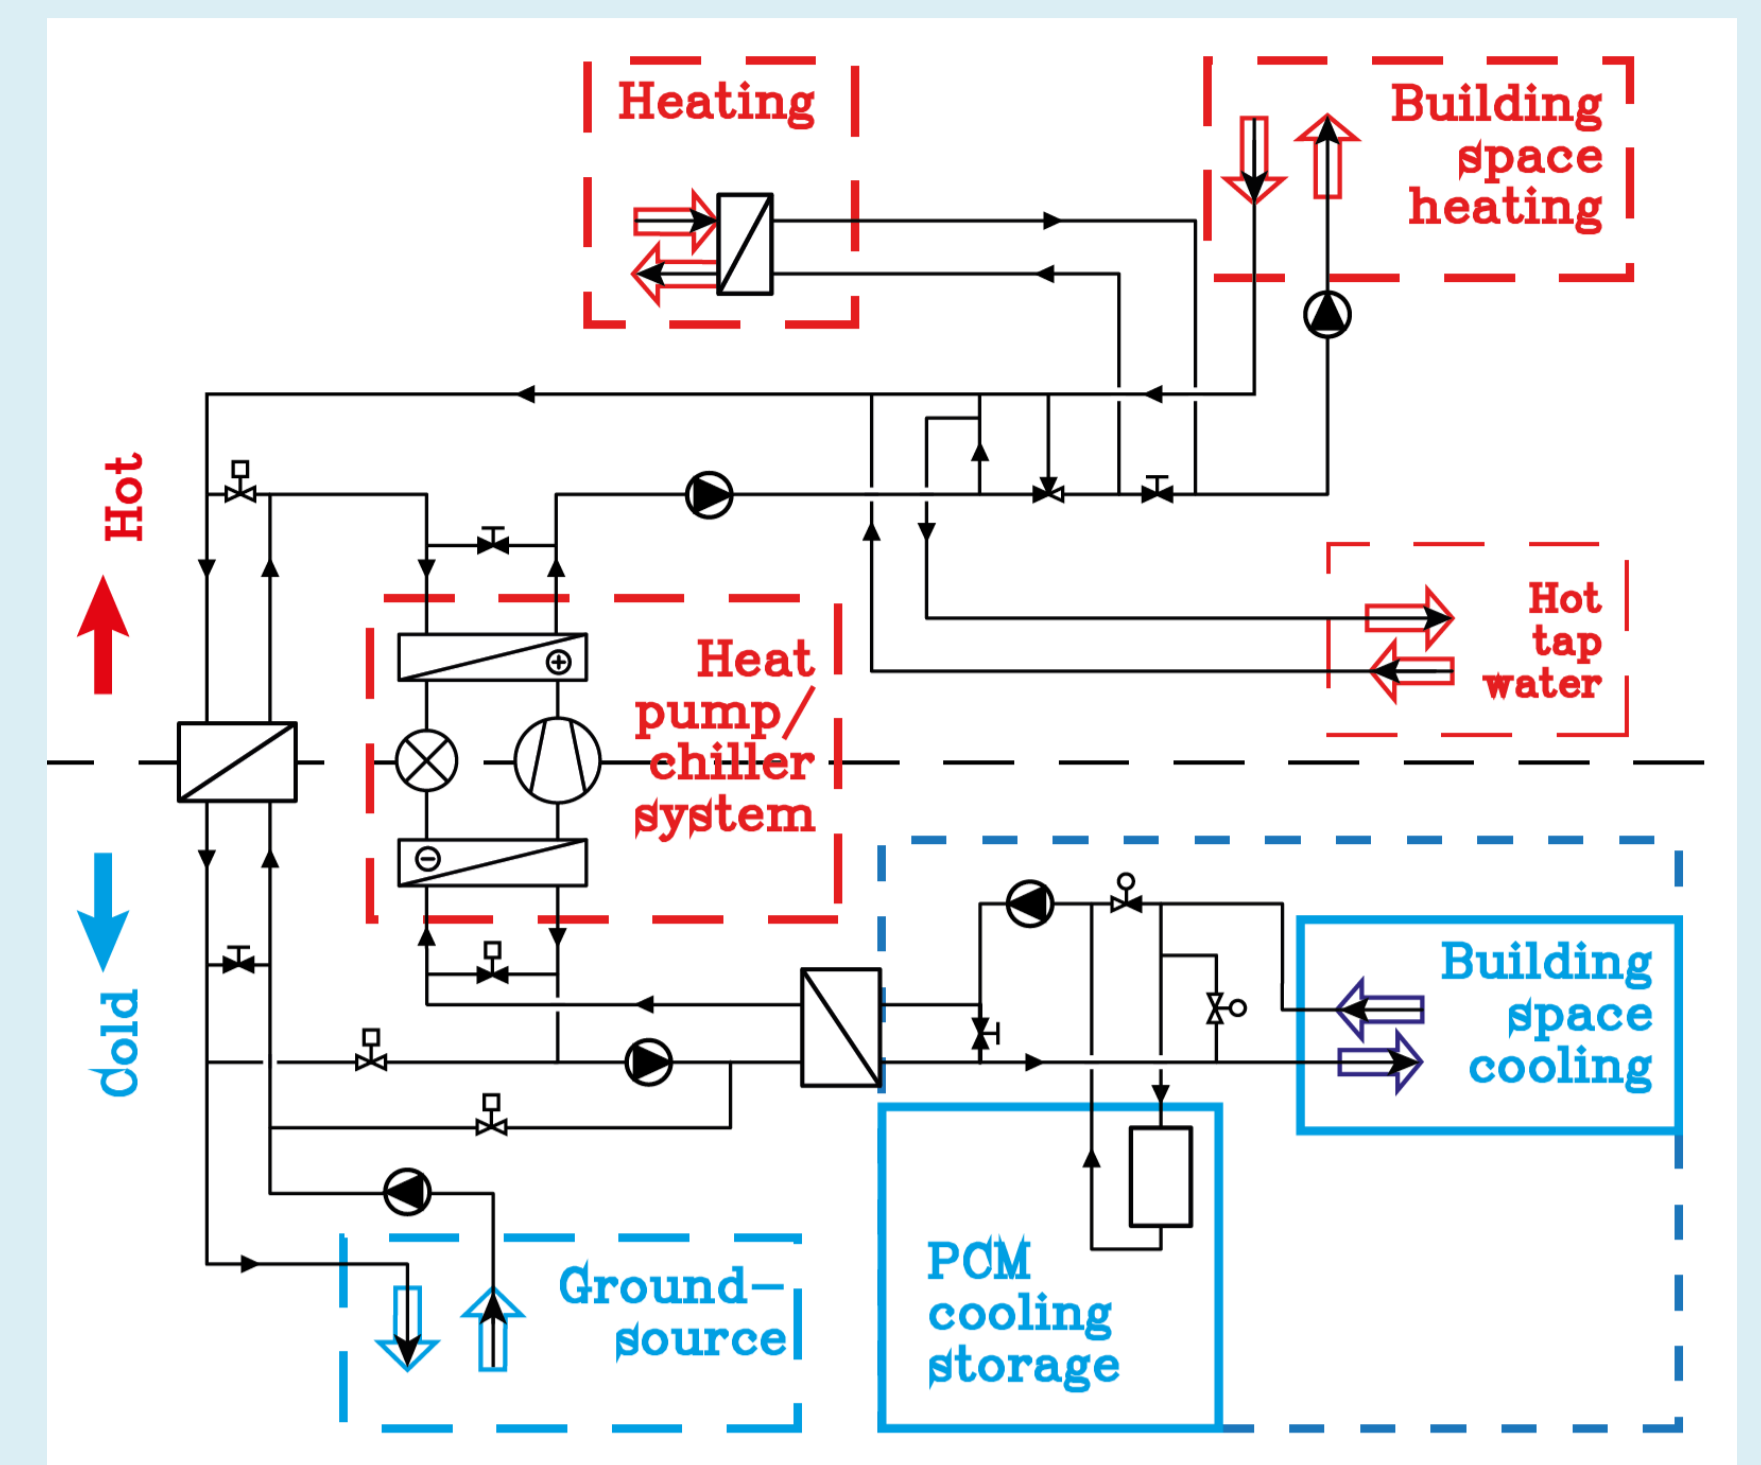 Heating
Building
space
heating
Hot
Hot
tap
water
Heat
pump/
chiller
system
Cold
Building
space
cooling
PCM
cooling
storage
Ground-
source